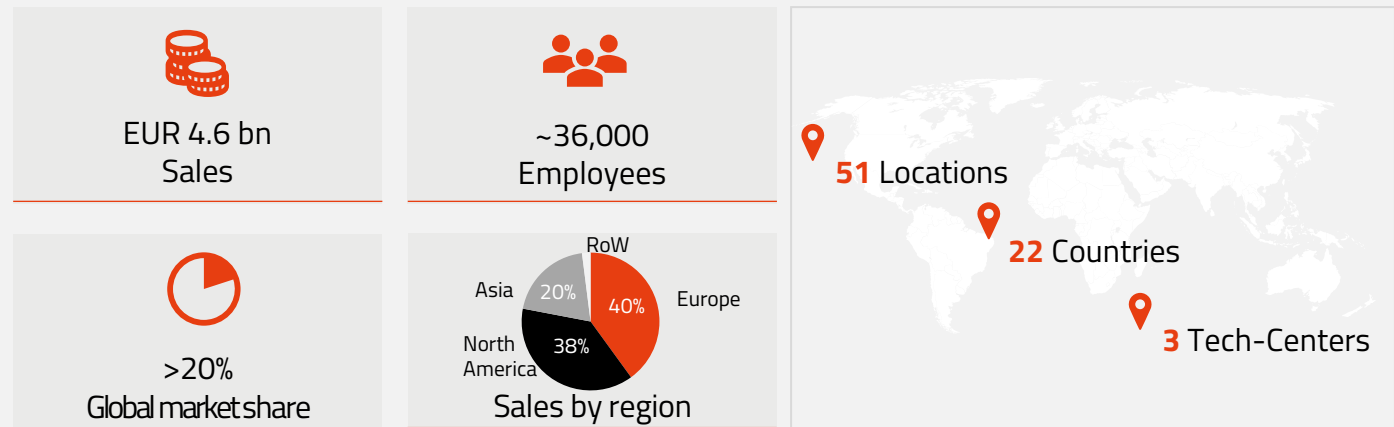 EUR 4.6 bn
Sales
~36,000
Employees
51 Locations
22 Countries
3 Tech-Centers
>20%
Global market share
RoW
Asia
20%
40%
Europe
North
America
38%
Sales by region